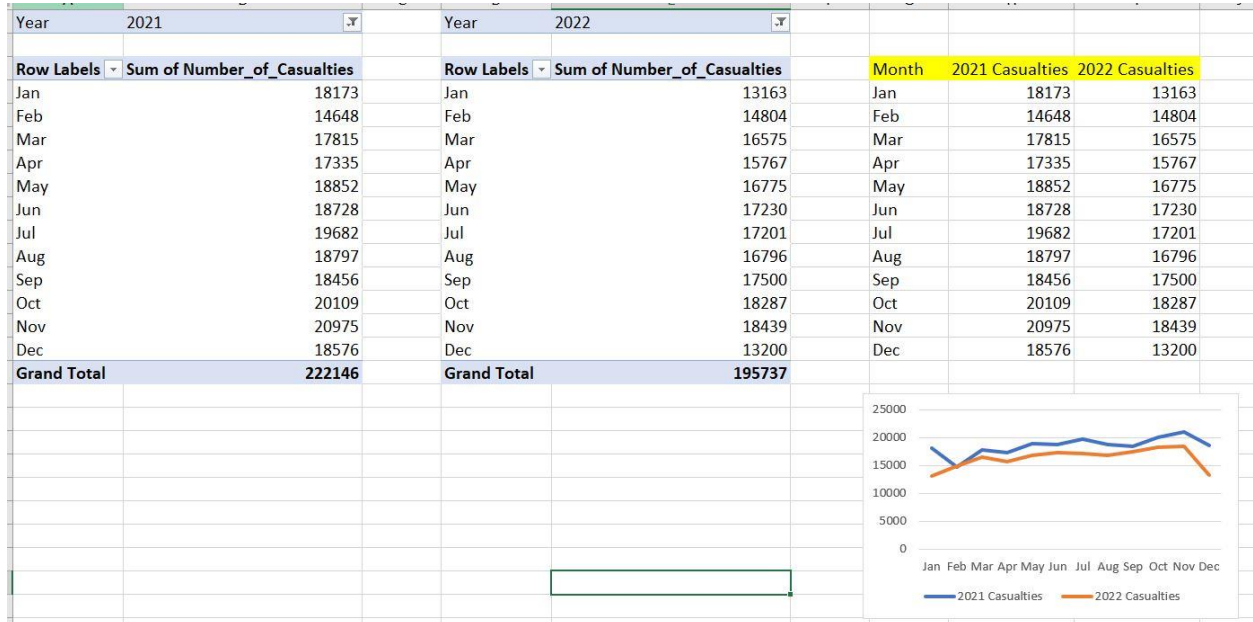 Year 2021 Year 2022
Row Labels Sum of Number_of_Casualties Row Labels Sum of Number_of_Casualties Month 2021 Casualties 2022 Casualties
Jan 18173 Jan 13163 Jan 18173 13163
Feb 14648 Feb 14804 Feb 14648 14804
Mar 17815 Mar 16575 Mar 17815 16575
Apr 17335 Apr 15767 Apr 17335 15767
May 18852 May 16775 May 18852 16775
Jun 18728 Jun 17230 Jun 18728 17230
Jul 19682 Jul 17201 Jul 19682 17201
Aug 18797 Aug 16796 Aug 18797 16796
Sep 18456 Sep 17500 Sep 18456 17500
Oct 20109 Oct 18287 Oct 20109 18287
Nov 20975 Nov 18439 Nov 20975 18439
Dec 18576 Dec 13200 Dec 18576 13200
Grand Total 222146 Grand Total 195737
25000
20000
15000
10000
5000
0
Jan Feb Mar Apr May Jun Jul Aug Sep Oct Nov Dec
2021 Casualties 2022 Casualties